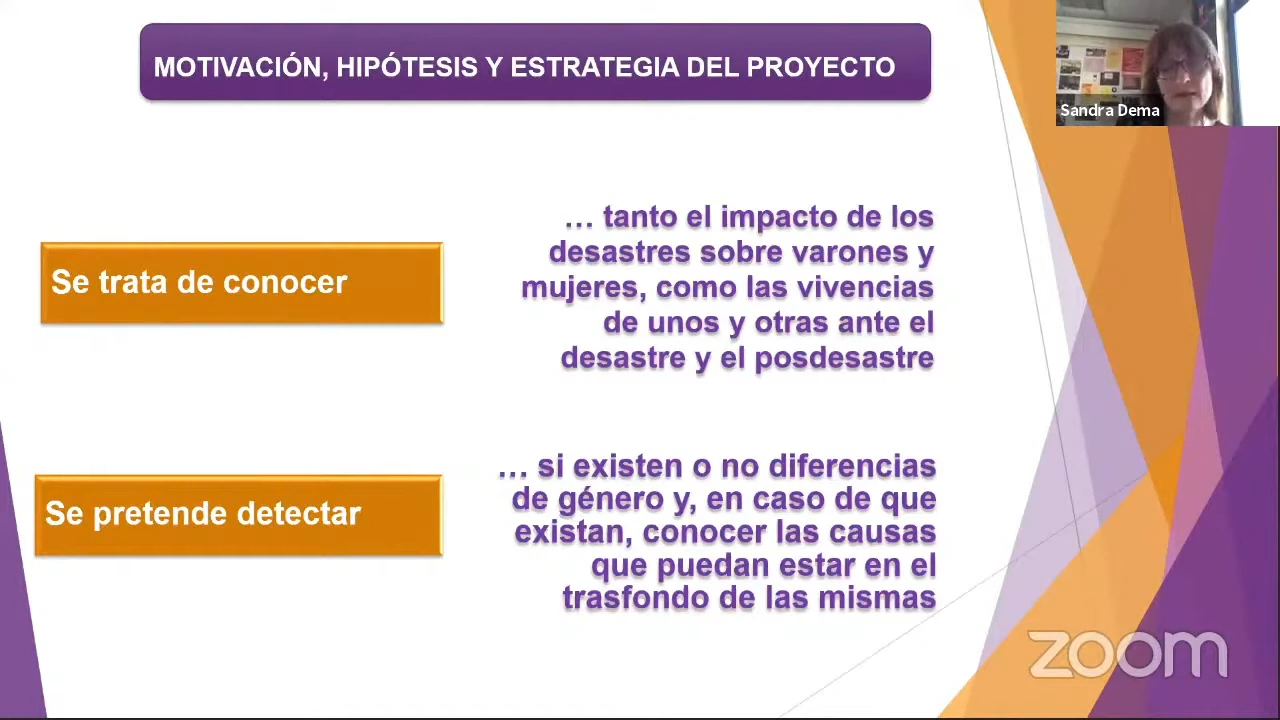 MOTIVACIÓN, HIPÓTESIS Y ESTRATEGIA DEL PROYECTO
Sandra Dema
Se trata de conocer
… tanto el impacto de los
desastres sobre varones y
mujeres, como las vivencias
de unos y otras ante el
desastre y el posdesastre
Se pretende detectar
… si existen o no diferencias
de género y, en caso de que
existan, conocer las causas
que puedan estar en el
trasfondo de las mismas
zoom